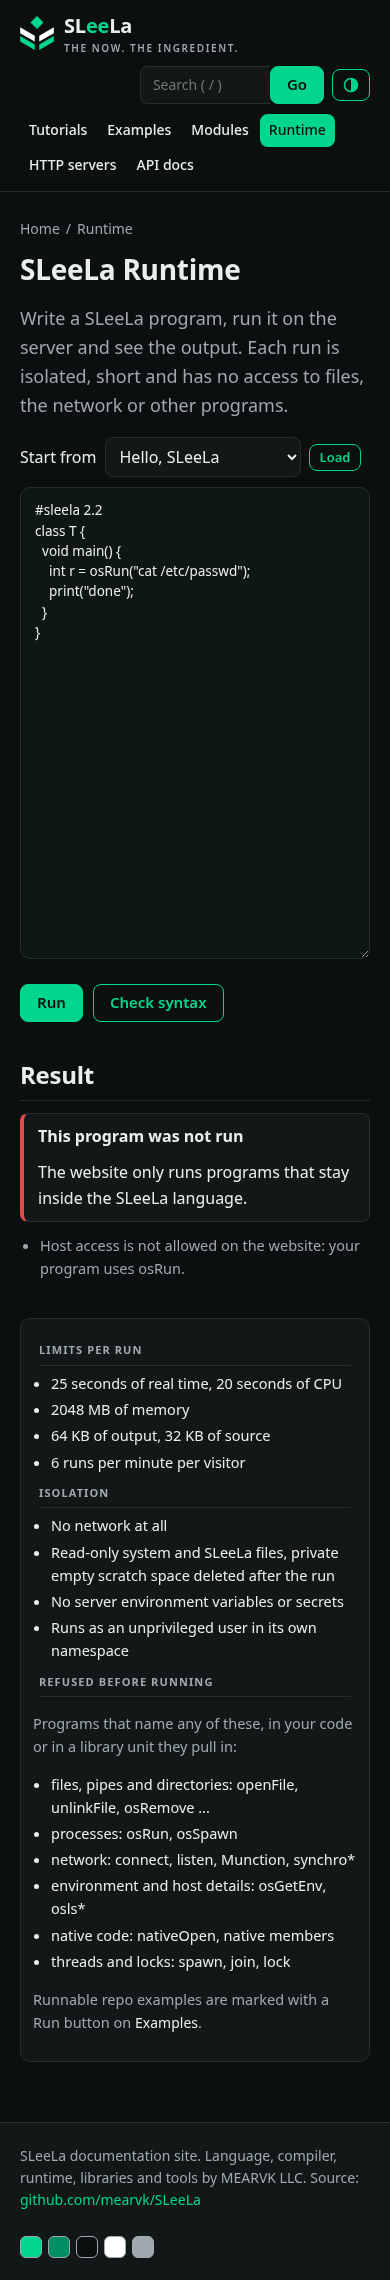 SLeeLa
THE NOW. THE INGREDIENT.
Search ( / )
Go
Tutorials Examples Modules Runtime
HTTP servers API docs
Home / Runtime
SLeeLa Runtime
Write a SLeeLa program, run it on the
server and see the output. Each run is
isolated, short and has no access to files,
the network or other programs.
Start from Hello, SLeeLa Load
#sleela 2.2
class T {
  void main() {
    int r = osRun("cat /etc/passwd");
    print("done");
  }
}
Run Check syntax
Result
This program was not run
The website only runs programs that stay
inside the SLeeLa language.
• Host access is not allowed on the website: your
program uses osRun.
LIMITS PER RUN
• 25 seconds of real time, 20 seconds of CPU
• 2048 MB of memory
• 64 KB of output, 32 KB of source
• 6 runs per minute per visitor
ISOLATION
• No network at all
• Read-only system and SLeeLa files, private
empty scratch space deleted after the run
• No server environment variables or secrets
• Runs as an unprivileged user in its own
namespace
REFUSED BEFORE RUNNING
Programs that name any of these, in your code
or in a library unit they pull in:
• files, pipes and directories: openFile,
unlinkFile, osRemove ...
• processes: osRun, osSpawn
• network: connect, listen, Munction, synchro*
• environment and host details: osGetEnv,
osIs*
• native code: nativeOpen, native members
• threads and locks: spawn, join, lock
Runnable repo examples are marked with a
Run button on Examples.
SLeeLa documentation site. Language, compiler,
runtime, libraries and tools by MEARVK LLC. Source:
github.com/mearvk/SLeeLa